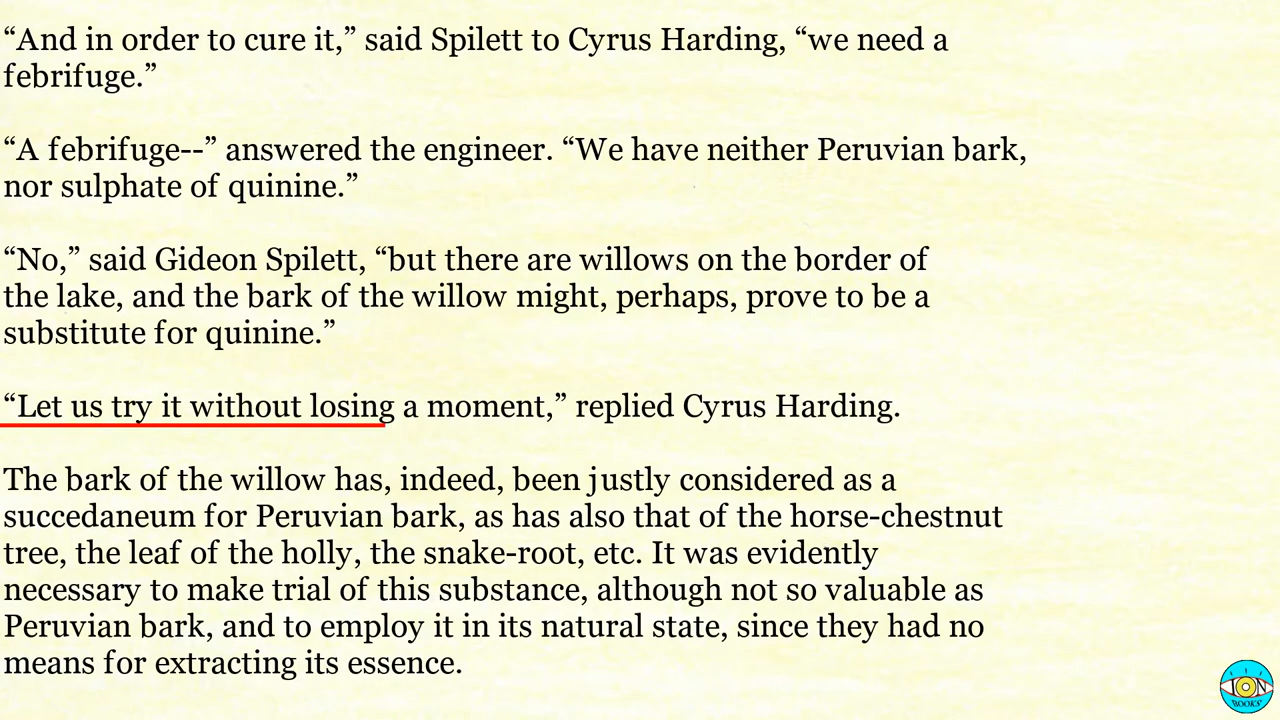 “And in order to cure it,” said Spilett to Cyrus Harding, “we need a
febrifuge.”
“A febrifuge--” answered the engineer. “We have neither Peruvian bark,
nor sulphate of quinine.”
“No,” said Gideon Spilett, “but there are willows on the border of
the lake, and the bark of the willow might, perhaps, prove to be a
substitute for quinine.”
“Let us try it without losing a moment,” replied Cyrus Harding.
The bark of the willow has, indeed, been justly considered as a
succedaneum for Peruvian bark, as has also that of the horse-chestnut
tree, the leaf of the holly, the snake-root, etc. It was evidently
necessary to make trial of this substance, although not so valuable as
Peruvian bark, and to employ it in its natural state, since they had no
means for extracting its essence.
ION
BOOKS